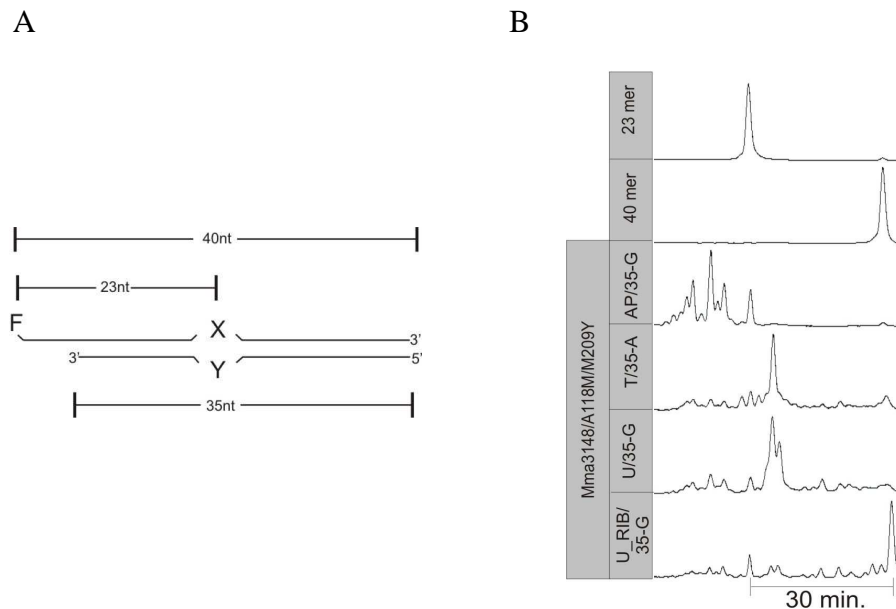 A
B
40nt
23nt
F
X
3'
3'
Y
5'
35nt
23 mer
40 mer
Mma3148/A118M/M209Y
AP/35-G
T/35-A
U/35-G
U_RIB/
35-G
30 min.